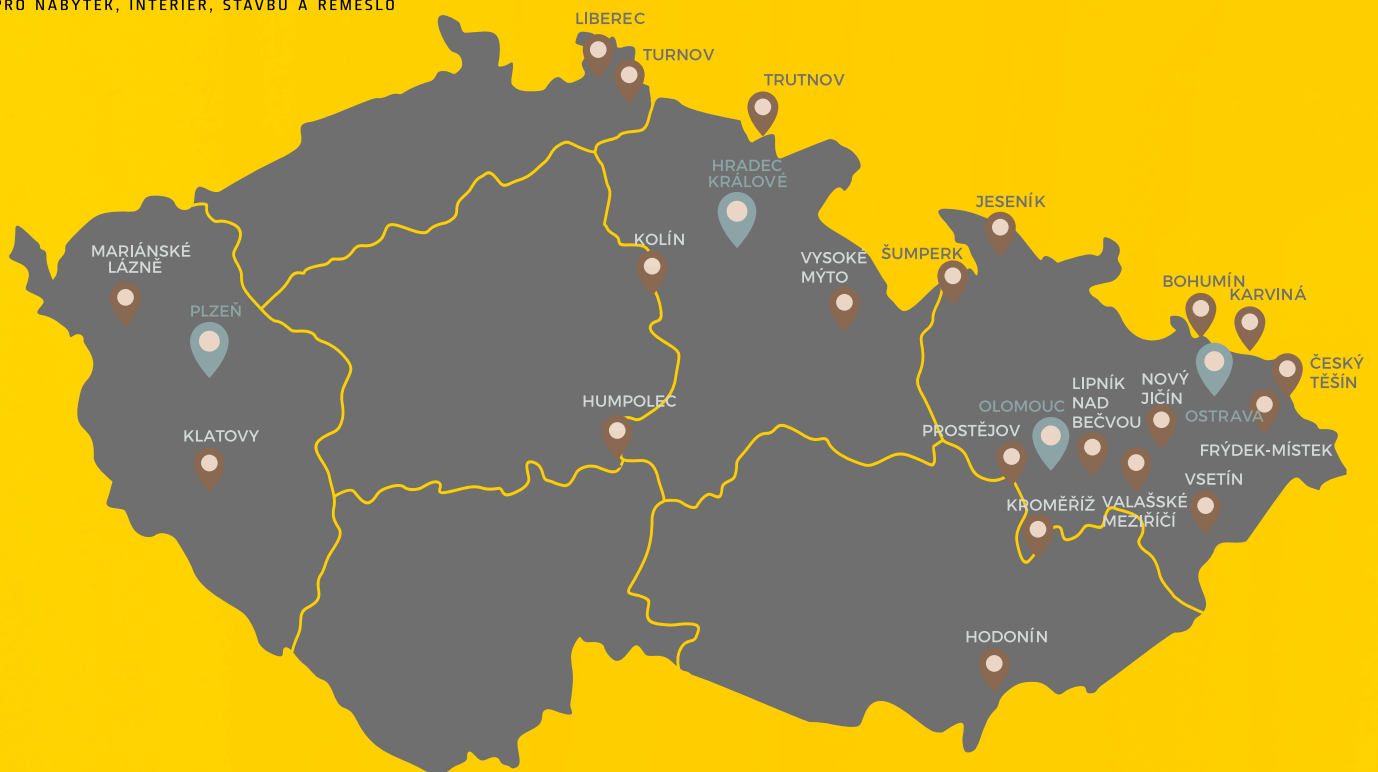 PRO NÁBYTEK, INTERIÉR, STAVBU A ŘEMESLO
LIBEREC
TURNOV
TRUTNOV
HRADEC
KRÁLOVÉ
JESENÍK
MARIÁNSKÉ
LÁZNĚ
KOLÍN
VYSOKÉ
MÝTO
ŠUMPERK
BOHUMÍN
KARVINÁ
PLZEŇ
ČESKÝ
TĚŠÍN
LIPNÍK
NAD
BEČVOU
NOVÝ
JIČÍN
HUMPOLEC
OLOMOUC
OSTRAVA
KLATOVY
PROSTĚJOV
FRÝDEK-MÍSTEK
VSETÍN
KROMĚŘÍŽ
VALAŠSKÉ
MEZIŘÍČÍ
HODONÍN